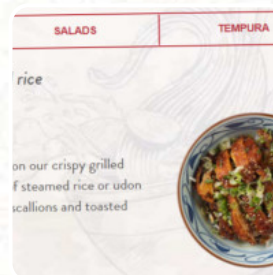 SALADS TEMPURA
rice
on our crispy grilled
f steamed rice or udon
scallions and toasted